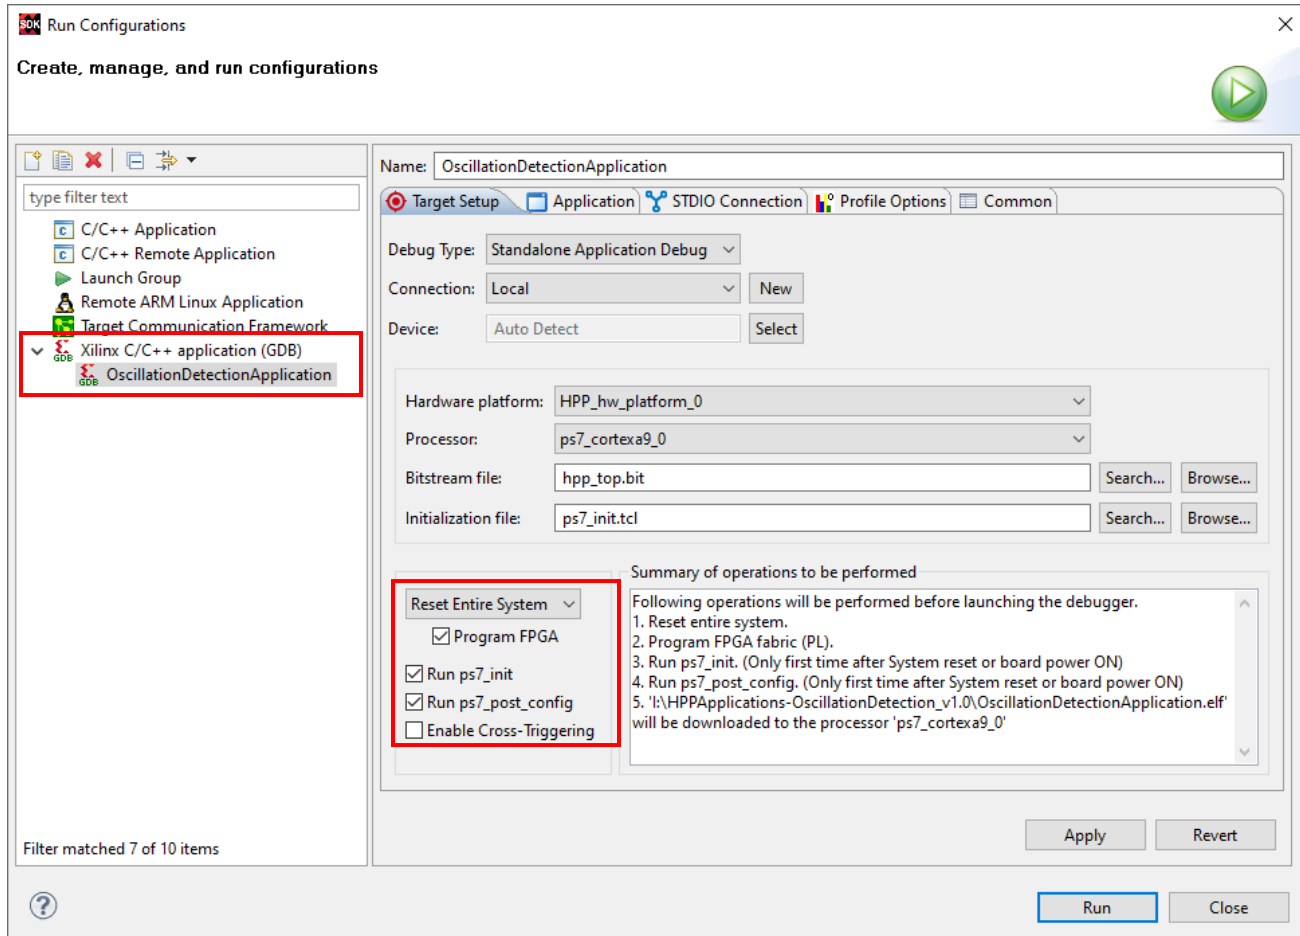 SDK Run Configurations
Create, manage, and run configurations
type filter text
C/C++ Application
C/C++ Remote Application
Launch Group
Remote ARM Linux Application
Target Communication Framework
GDB Xilinx C/C++ application (GDB)
GDB OscillationDetectionApplication
Filter matched 7 of 10 items
Name: OscillationDetectionApplication
Target Setup Application STDIO Connection Profile Options Common
Debug Type: Standalone Application Debug
Connection: Local New
Device: Auto Detect Select
Hardware platform: HPP_hw_platform_0
Processor: ps7_cortexa9_0
Bitstream file: hpp_top.bit Search... Browse...
Initialization file: ps7_init.tcl Search... Browse...
Reset Entire System
Program FPGA
Run ps7_init
Run ps7_post_config
Enable Cross-Triggering
Summary of operations to be performed
Following operations will be performed before launching the debugger.
1. Reset entire system.
2. Program FPGA fabric (PL).
3. Run ps7_init. (Only first time after System reset or board power ON)
4. Run ps7_post_config. (Only first time after System reset or board power ON)
5. 'I:\HPPApplications-OscillationDetection_v1.0\OscillationDetectionApplication.elf'
will be downloaded to the processor 'ps7_cortexa9_0'
Apply Revert
Run Close